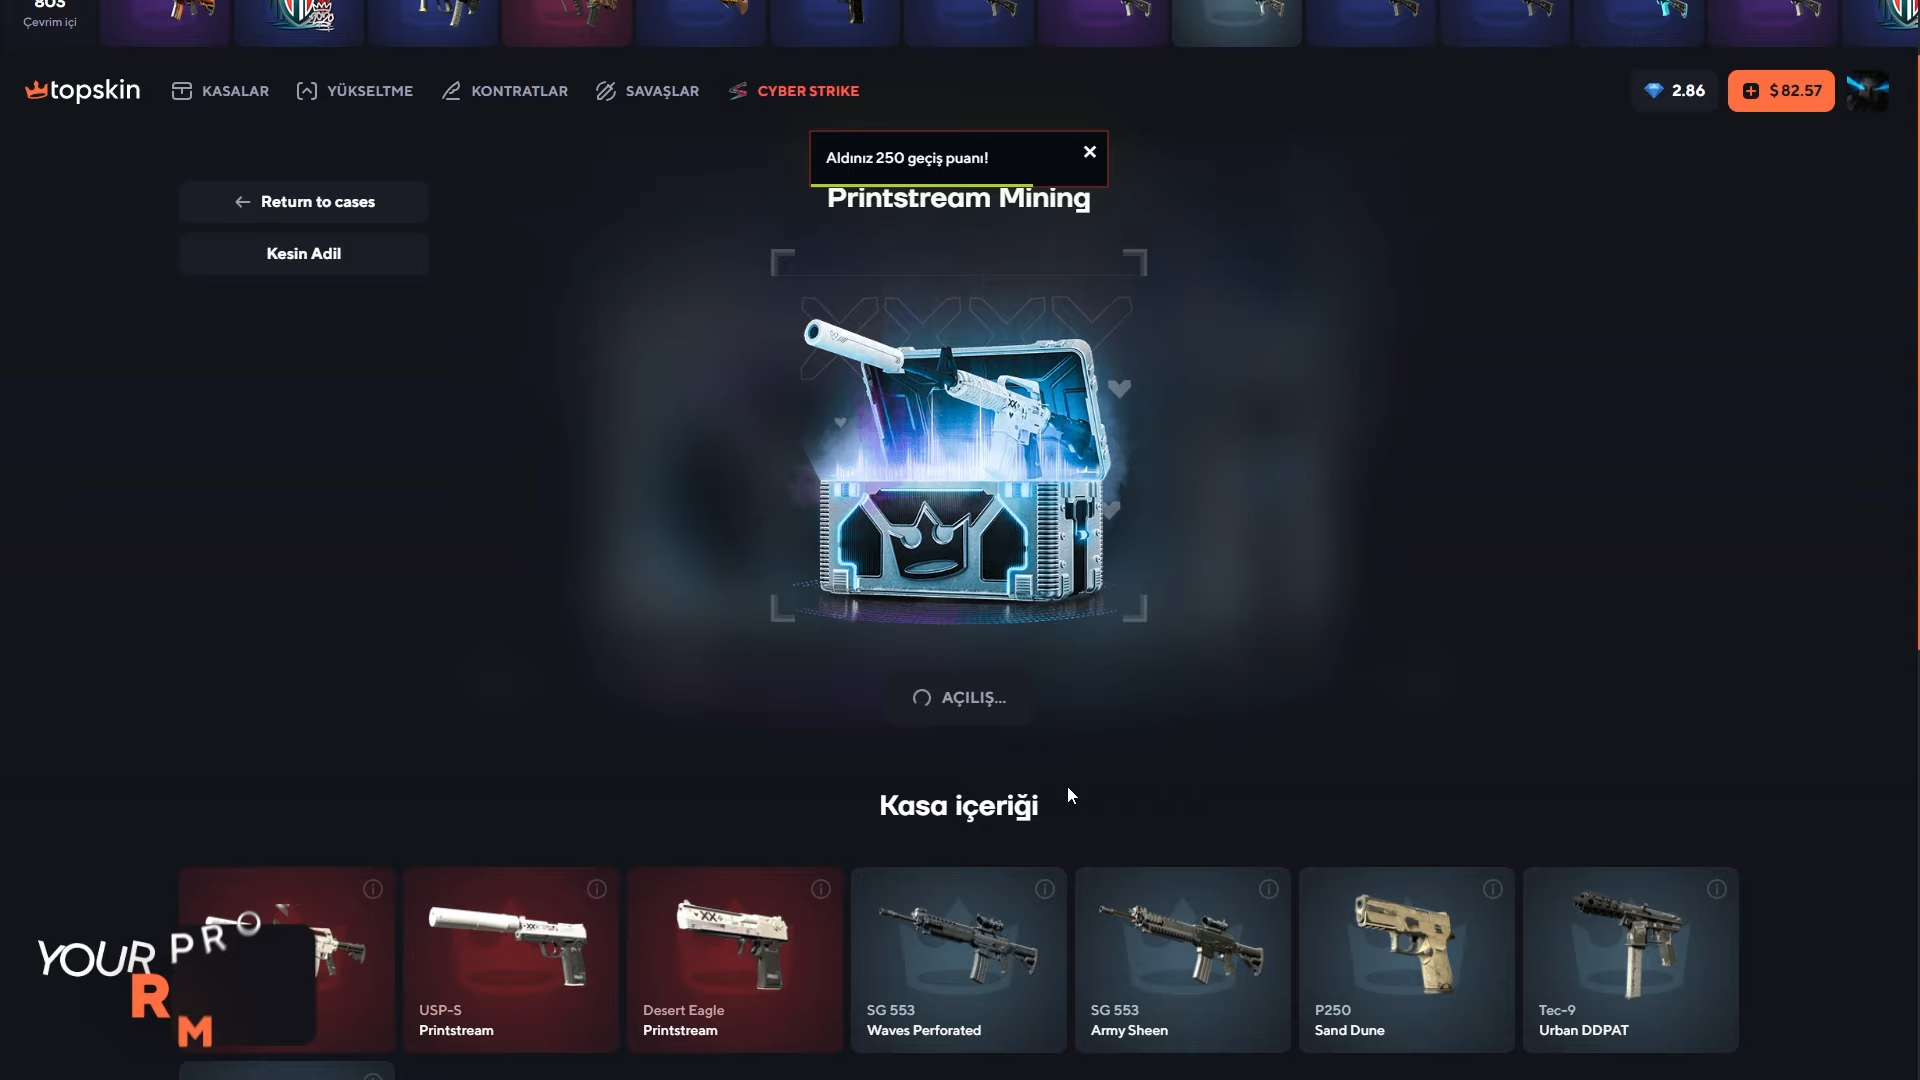 803
Çevrim içi
topskin
KASALAR
YÜKSELTME
KONTRATLAR
SAVAŞLAR
CYBER STRIKE
2.86
$ 82.57
Aldınız 250 geçiş puanı!
Return to cases
Printstream Mining
Kesin Adil
AÇILIŞ...
Kasa içeriği
YOUR PRO
R
M
USP-S
Printstream
Desert Eagle
Printstream
SG 553
Waves Perforated
SG 553
Army Sheen
P250
Sand Dune
Tec-9
Urban DDPAT